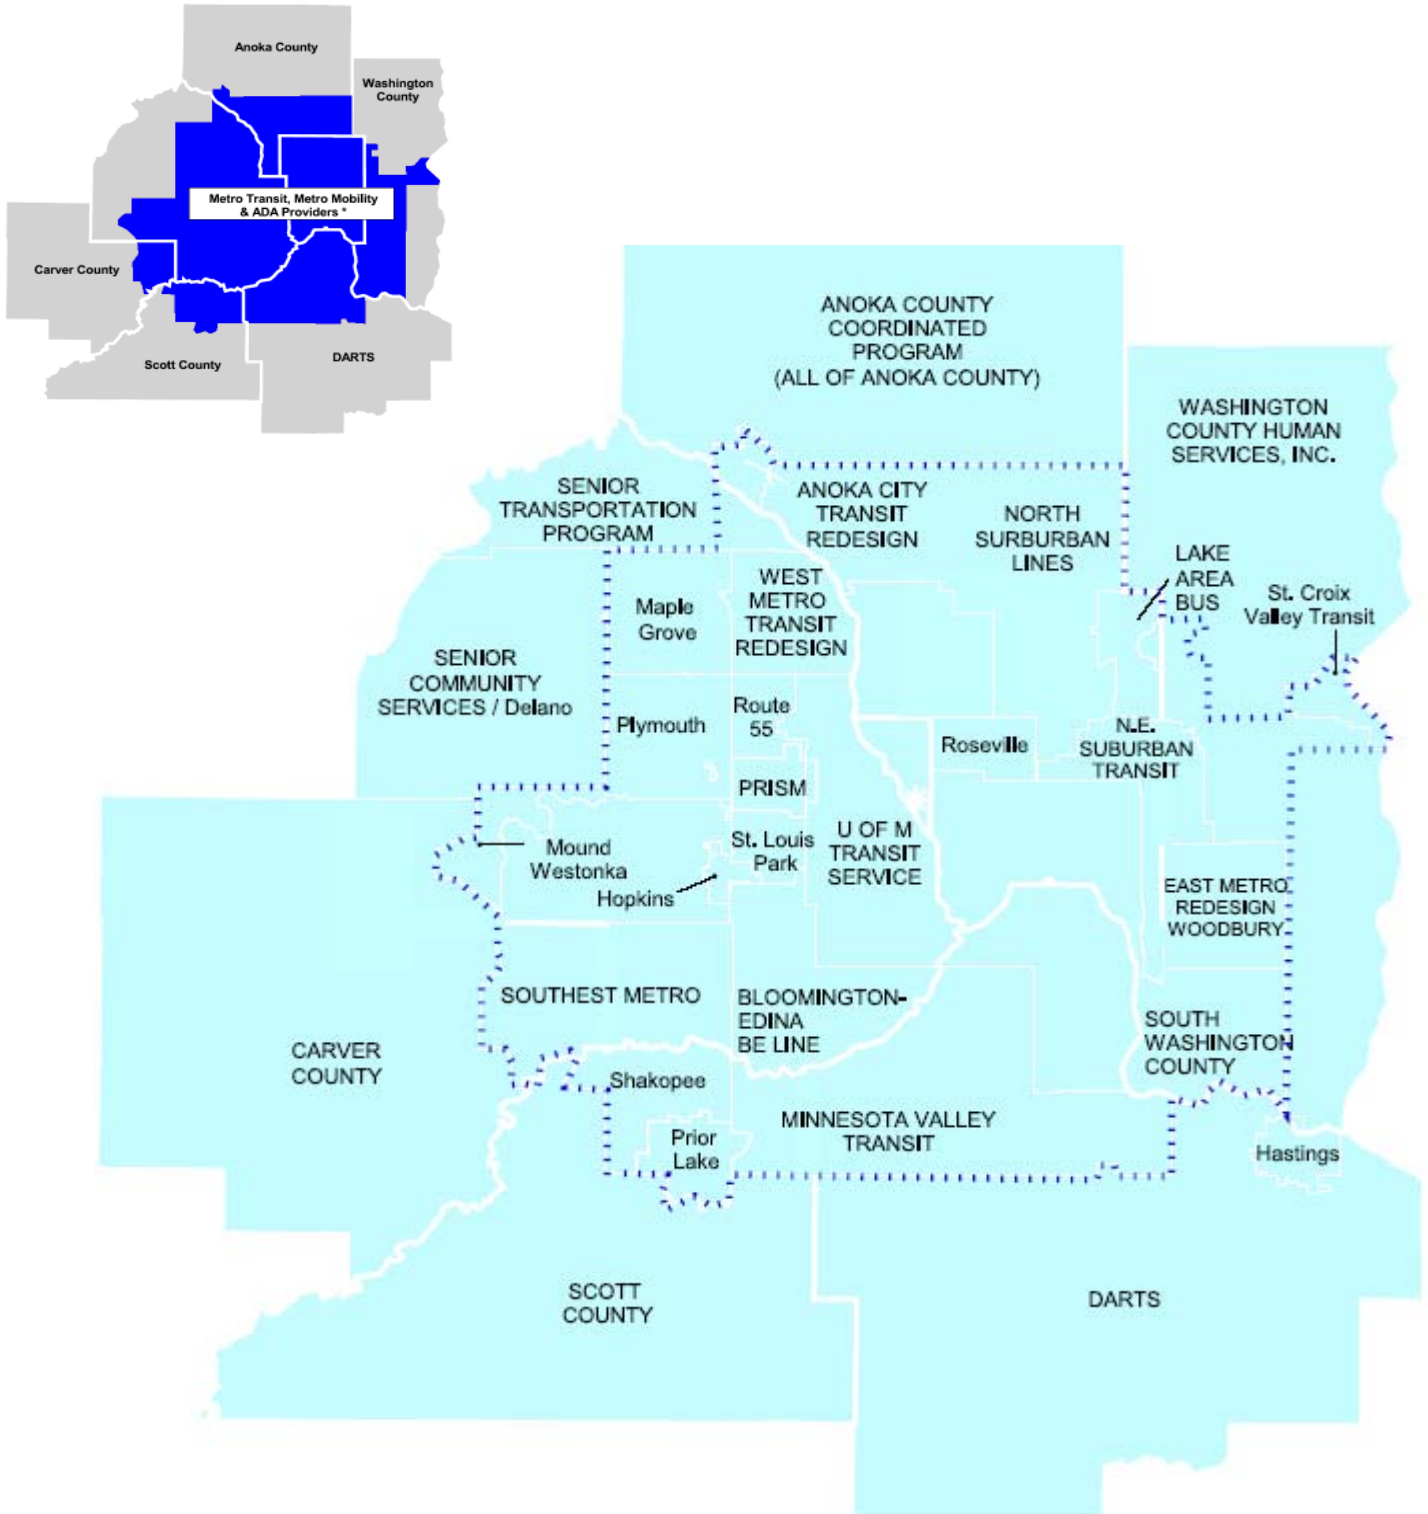 Anoka County
Washington
County
Metro Transit, Metro Mobility
& ADA Providers *
Carver County
Scott County
DARTS
ANOKA COUNTY
COORDINATED
PROGRAM
(ALL OF ANOKA COUNTY)
WASHINGTON
COUNTY HUMAN
SERVICES, INC.
SENIOR
TRANSPORTATION
PROGRAM
ANOKA CITY
TRANSIT
REDESIGN
NORTH
SURBURBAN
LINES
LAKE
AREA
BUS
St. Croix
Valley Transit
WEST
METRO
TRANSIT
REDESIGN
Maple
Grove
SENIOR
COMMUNITY
SERVICES / Delano
Plymouth
Route
55
Roseville
N.E.
SUBURBAN
TRANSIT
PRISM
Mound
Westonka
St. Louis
Park
Hopkins
U OF M
TRANSIT
SERVICE
EAST METRO
REDESIGN
WOODBURY
SOUTHEST METRO
BLOOMINGTON-
EDINA
BE LINE
SOUTH
WASHINGTON
COUNTY
CARVER
COUNTY
Shakopee
Prior
Lake
MINNESOTA VALLEY
TRANSIT
Hastings
SCOTT
COUNTY
DARTS